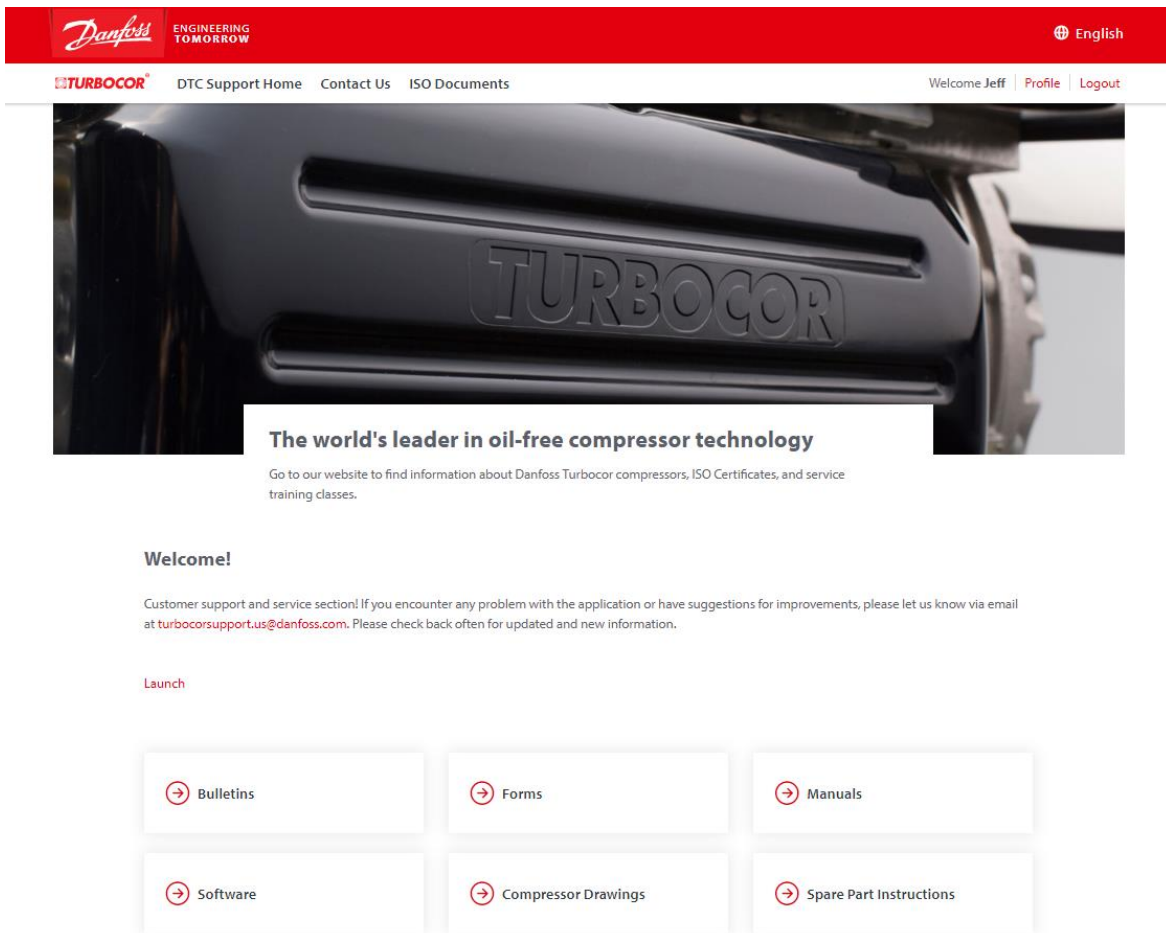 Danfoss
ENGINEERING
TOMORROW
English
TURBOCOR®
DTC Support Home
Contact Us
ISO Documents
Welcome Jeff
Profile
Logout
TURBOCOR
The world's leader in oil-free compressor technology
Go to our website to find information about Danfoss Turbocor compressors, ISO Certificates, and service
training classes.
Welcome!
Customer support and service section! If you encounter any problem with the application or have suggestions for improvements, please let us know via email
at turbocorsupport.us@danfoss.com. Please check back often for updated and new information.
Launch
Bulletins
Forms
Manuals
Software
Compressor Drawings
Spare Part Instructions